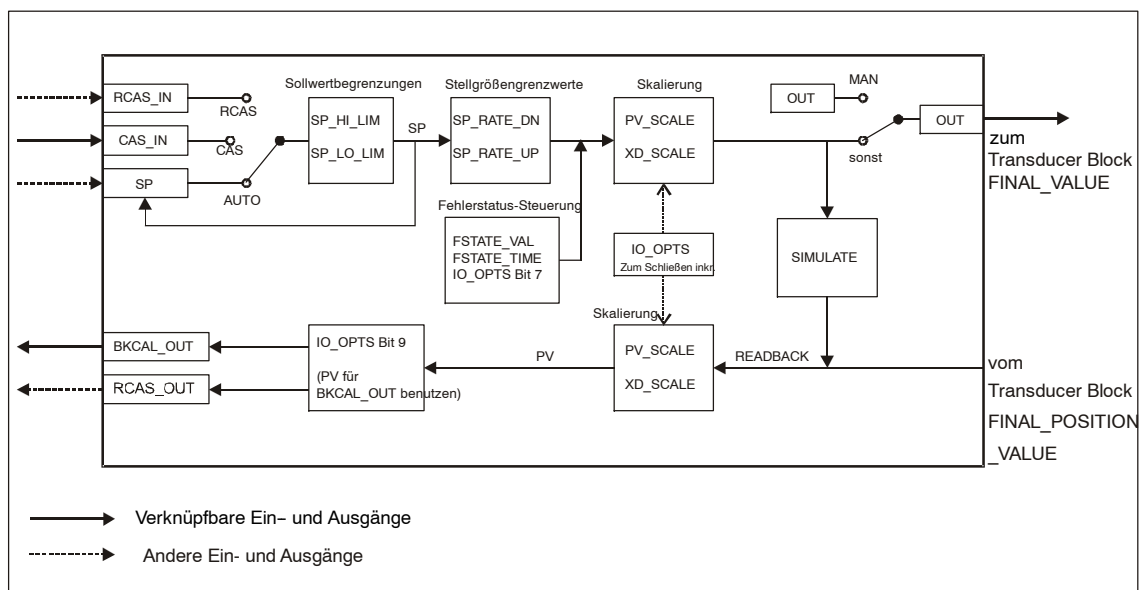 Sollwertbegrenzungen
Stellgrößengrenzwerte
Skalierung
MAN
RCAS_IN
RCAS
OUT
SP_HI_LIM
SP_LO_LIM
SP
SP_RATE_DN
SP_RATE_UP
PV_SCALE
XD_SCALE
OUT
CAS_IN
CAS
sonst
zum
Transducer Block
FINAL_VALUE
SP
AUTO
Fehlerstatus-Steuerung
FSTATE_VAL
FSTATE_TIME
IO_OPTS Bit 7
IO_OPTS
Zum Schließen inkr.
SIMULATE
Skalierung
BKCAL_OUT
RCAS_OUT
IO_OPTS Bit 9
(PV für
BKCAL_OUT benutzen)
PV
PV_SCALE
XD_SCALE
READBACK
vom
Transducer Block
FINAL_POSITION
_VALUE
Verknüpfbare Ein- und Ausgänge
Andere Ein- und Ausgänge